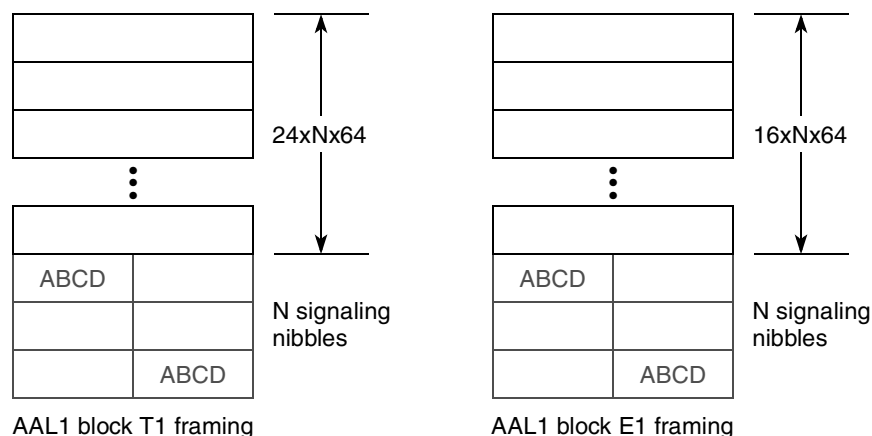 24xNx64
ABCD
N signaling
nibbles
ABCD
AAL1 block T1 framing
16xNx64
ABCD
N signaling
nibbles
ABCD
AAL1 block E1 framing